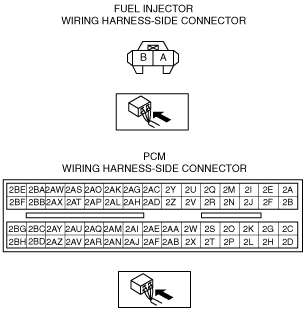 FUEL INJECTOR
WIRING HARNESS-SIDE CONNECTOR
B A
PCM
WIRING HARNESS-SIDE CONNECTOR
2BE 2BA 2AW 2AS 2AO 2AK 2AG 2AC 2Y 2U 2Q 2M 2I 2E 2A
2BF 2BB 2AX 2AT 2AP 2AL 2AH 2AD 2Z 2V 2R 2N 2J 2F 2B
2BG 2BC 2AY 2AU 2AQ 2AM 2AI 2AE 2AA 2W 2S 2O 2K 2G 2C
2BH 2BD 2AZ 2AV 2AR 2AN 2AJ 2AF 2AB 2X 2T 2P 2L 2H 2D